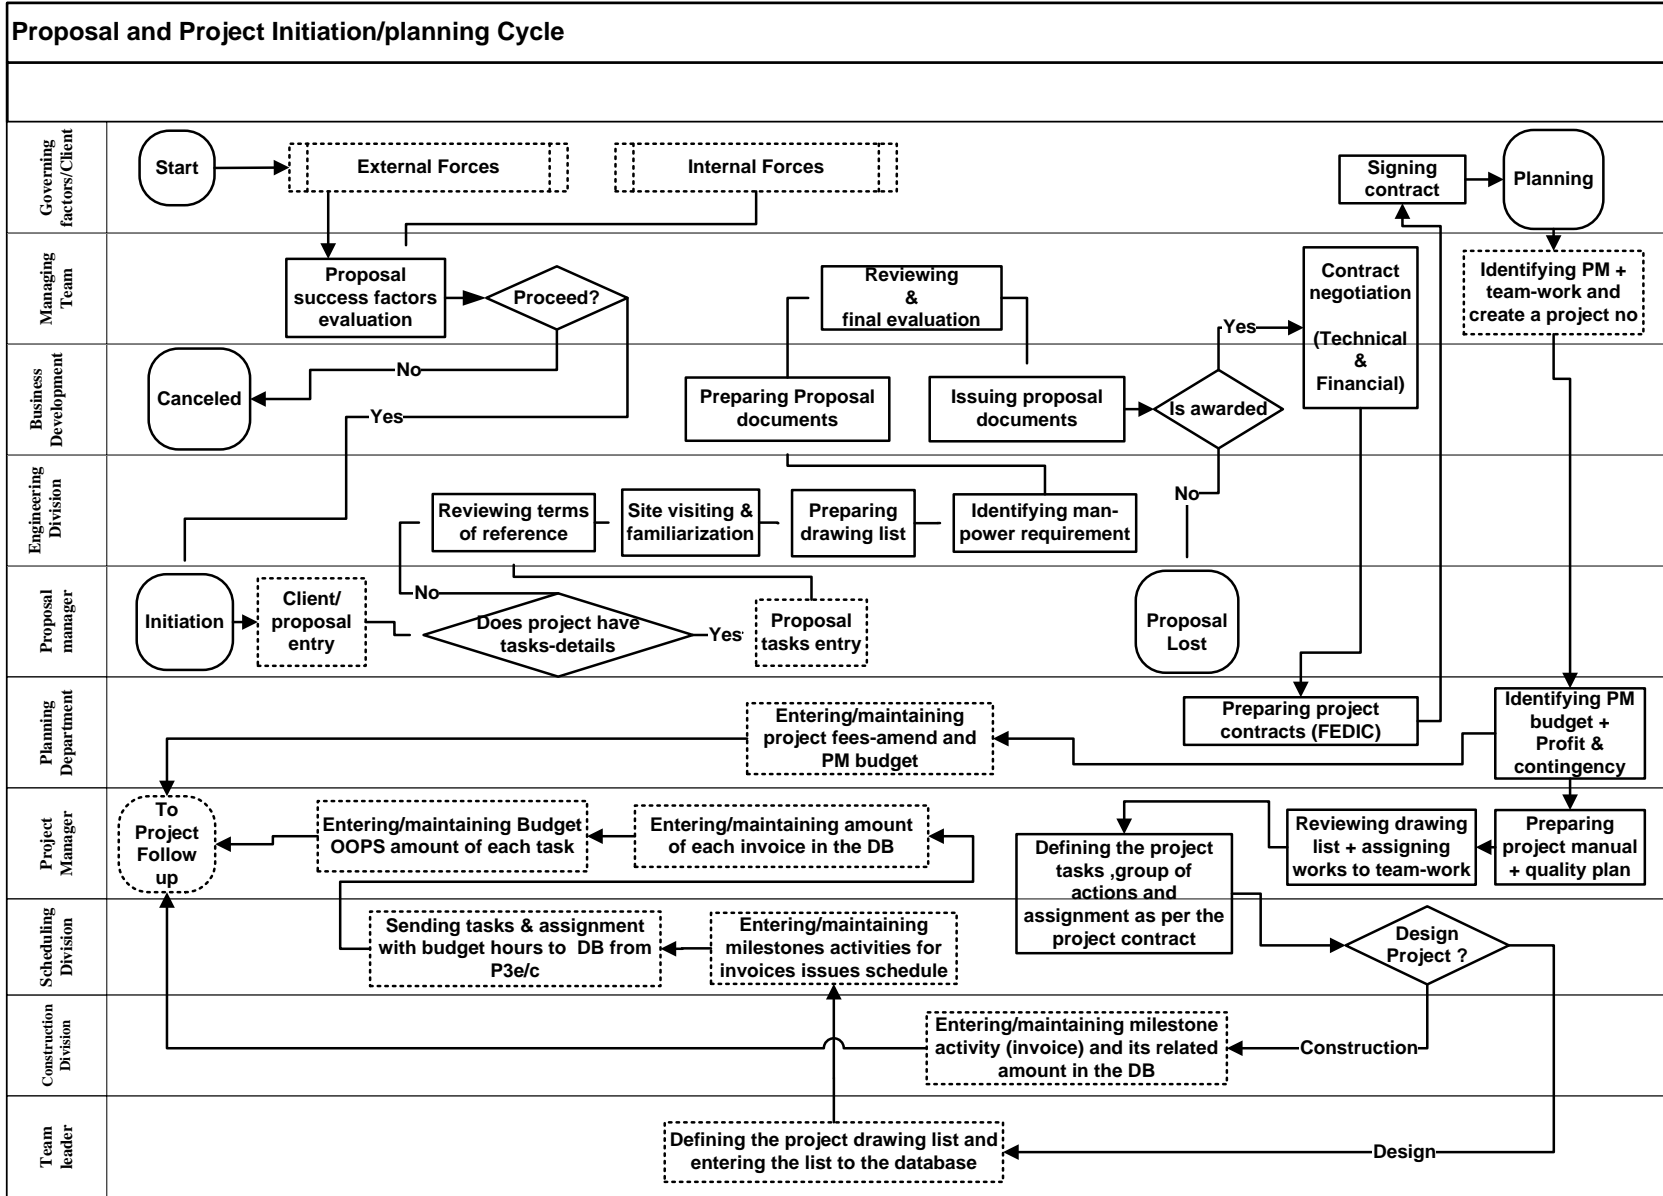 Proposal and Project Initiation/planning Cycle
Governing
factors/Client
Start
External Forces
Internal Forces
Signing
contract
Planning
Managing
Team
Proposal
success factors
evaluation
Proceed?
Reviewing
&
final evaluation
Yes
Contract
negotiation
(Technical
&
Financial)
Identifying PM +
team-work and
create a project no
Business
Development
Canceled
No
Yes
Preparing Proposal
documents
Issuing proposal
documents
Is awarded
Engineering
Division
Reviewing terms
of reference
Site visiting &
familiarization
Preparing
drawing list
Identifying man-
power requirement
No
Proposal
manager
Initiation
Client/
proposal
entry
No
Does project have
tasks-details
Yes
Proposal
tasks entry
Proposal
Lost
Planning
Department
Entering/maintaining
project fees-amend and
PM budget
Preparing project
contracts (FEDIC)
Identifying PM
budget +
Profit &
contingency
Project
Manager
To
Project
Follow
up
Entering/maintaining Budget
OOPS amount of each task
Entering/maintaining amount
of each invoice in the DB
Defining the project
tasks ,group of
actions and
assignment as per the
project contract
Reviewing drawing
list + assigning
works to team-work
Preparing
project manual
+ quality plan
Scheduling
Division
Sending tasks & assignment
with budget hours to DB from
P3e/c
Entering/maintaining
milestones activities for
invoices issues schedule
Design
Project ?
Construction
Division
Entering/maintaining milestone
activity (invoice) and its related
amount in the DB
Construction
Team
leader
Defining the project drawing list and
entering the list to the database
Design